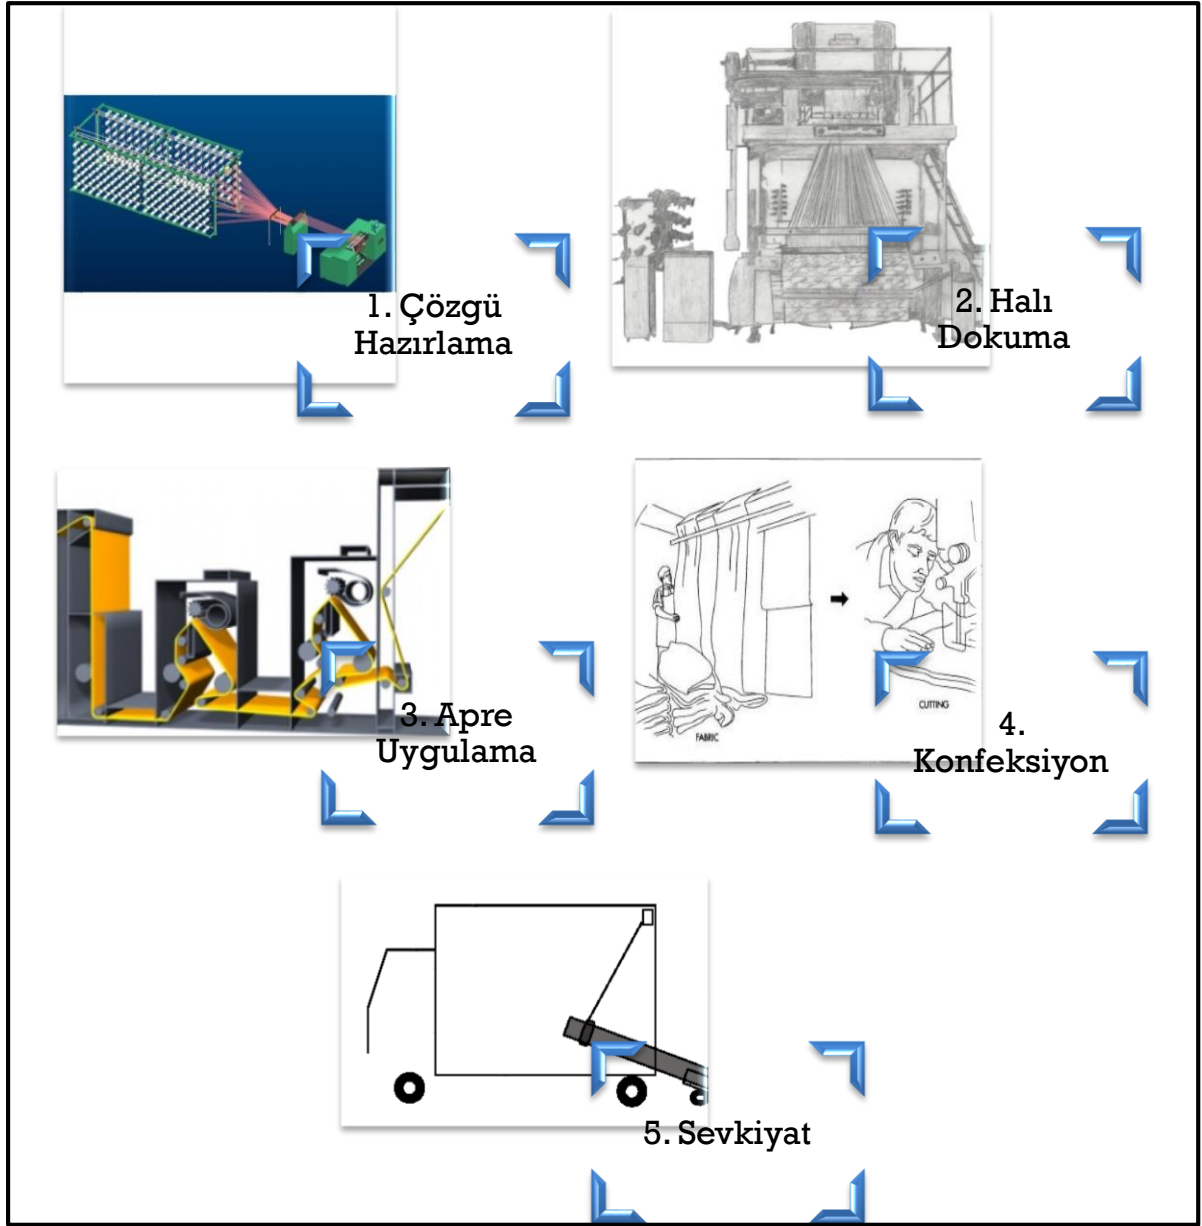 1. Çözgü
Hazırlama
2. Halı
Dokuma
3. Apre
Uygulama
FABRIC
CUTTING
4.
Konfeksiyon
5. Sevkiyat